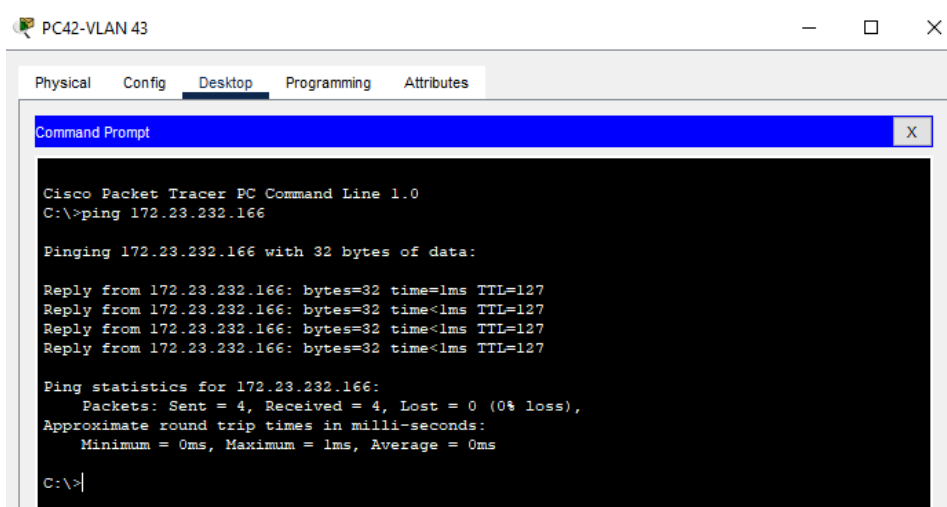 PC42-VLAN 43
Physical Config Desktop Programming Attributes
Command Prompt X
Cisco Packet Tracer PC Command Line 1.0
C:\>ping 172.23.232.166
Pinging 172.23.232.166 with 32 bytes of data:
Reply from 172.23.232.166: bytes=32 time=1ms TTL=127
Reply from 172.23.232.166: bytes=32 time<1ms TTL=127
Reply from 172.23.232.166: bytes=32 time<1ms TTL=127
Reply from 172.23.232.166: bytes=32 time<1ms TTL=127
Ping statistics for 172.23.232.166:
Packets: Sent = 4, Received = 4, Lost = 0 (0% loss),
Approximate round trip times in milli-seconds:
Minimum = 0ms, Maximum = 1ms, Average = 0ms
C:\>